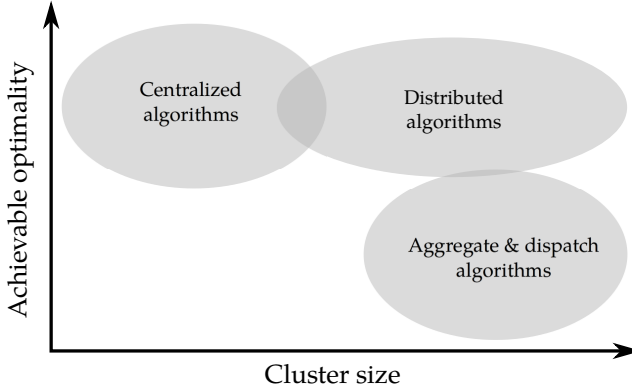 Achievable optimality
Centralized
algorithms
Distributed
algorithms
Aggregate & dispatch
algorithms
Cluster size